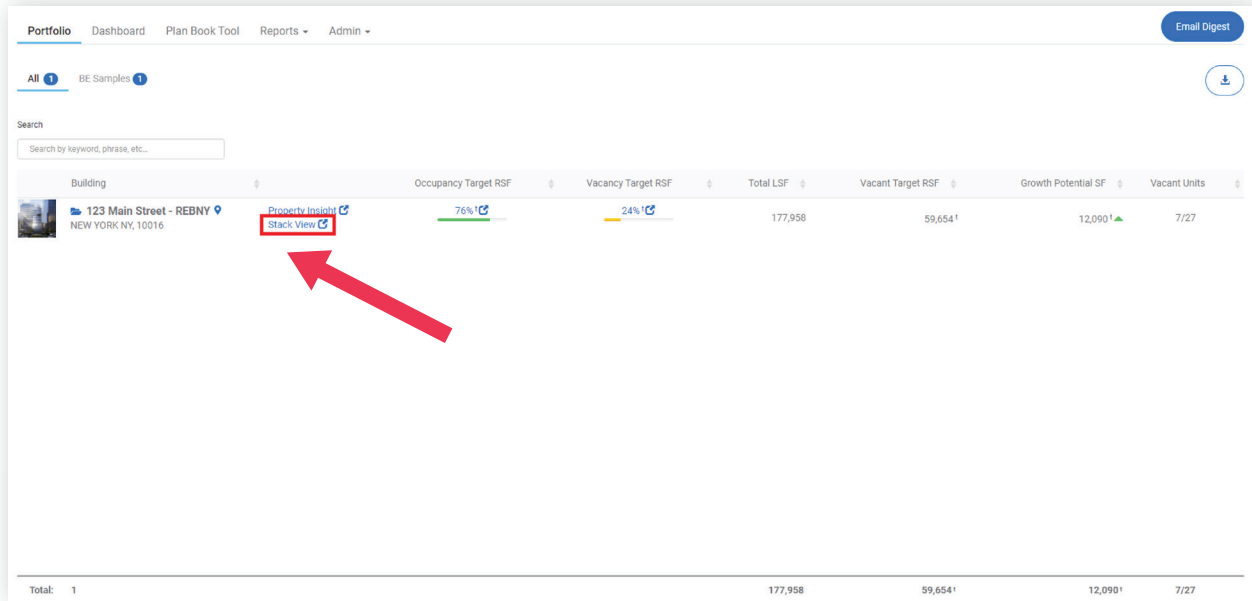 Portfolio Dashboard Plan Book Tool Reports Admin Email Digest
All 1 BE Samples 1
Search
Search by keyword, phrase, etc...
Building Occupancy Target RSF Vacancy Target RSF Total LSF Vacant Target RSF Growth Potential SF Vacant Units
123 Main Street - REBNY Property Insight 76%† 24%† 177,958 59,654† 12,090† 7/27
NEW YORK NY, 10016 Stack View
Total: 1 177,958 59,654† 12,090† 7/27